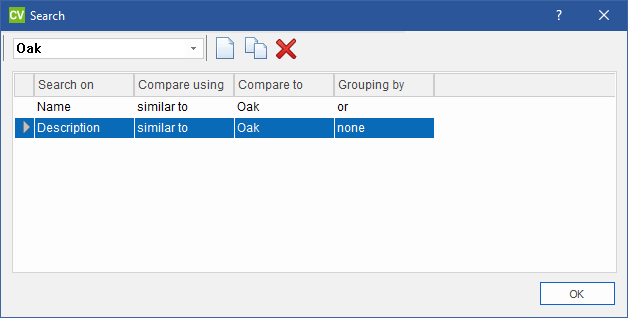 CV Search ?
Oak
Search on Compare using Compare to Grouping by
Name similar to Oak or
Description similar to Oak none
OK